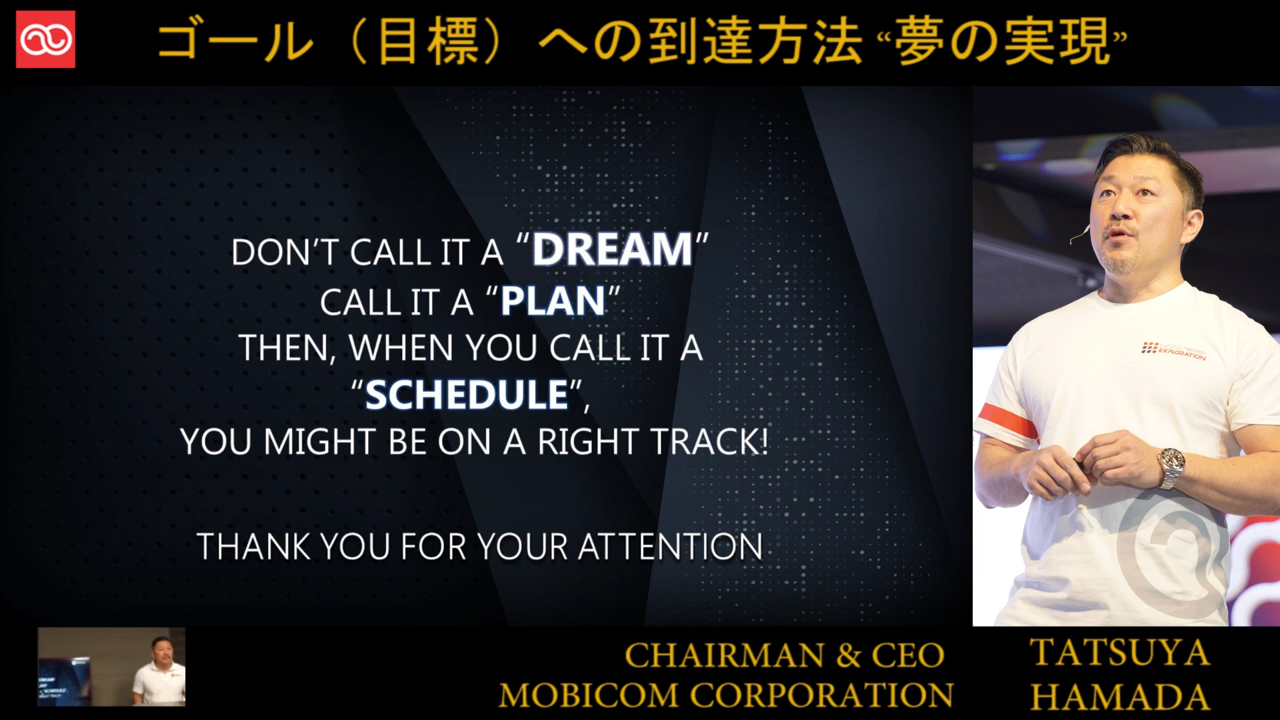 ゴール（目標）への到達方法 “夢の実現”
DON’T CALL IT A “DREAM”
CALL IT A “PLAN”
THEN, WHEN YOU CALL IT A
“SCHEDULE”,
YOU MIGHT BE ON A RIGHT TRACK!
THANK YOU FOR YOUR ATTENTION
EXPLORATION
CHAIRMAN & CEO
MOBICOM CORPORATION
TATSUYA
HAMADA